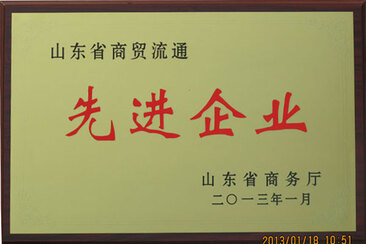 山东省商贸流通
先进企业
山东省商务厅
二〇一三年一月
2013/01/18 10:51